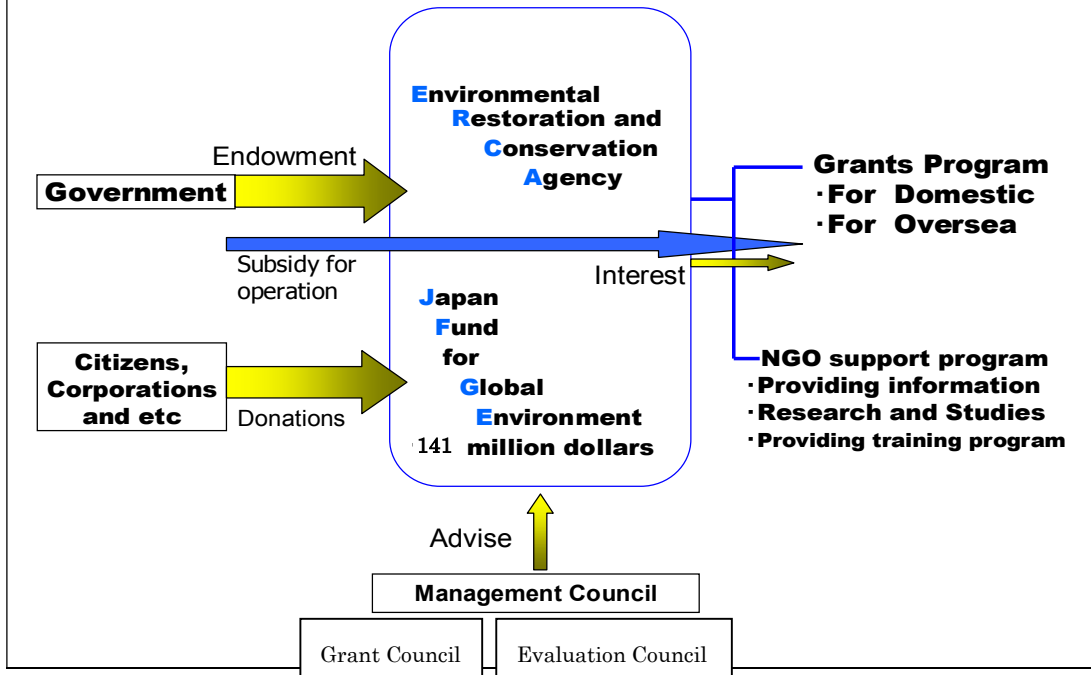 Environmental
Restoration and
Conservation
Agency
Endowment
Government
Subsidy for
operation
Interest
Citizens,
Corporations
and etc
Donations
Japan
Fund
for
Global
Environment
141 million dollars
Grants Program
·For Domestic
·For Oversea
NGO support program
·Providing information
·Research and Studies
·Providing training program
Advise
Management Council
Grant Council
Evaluation Council